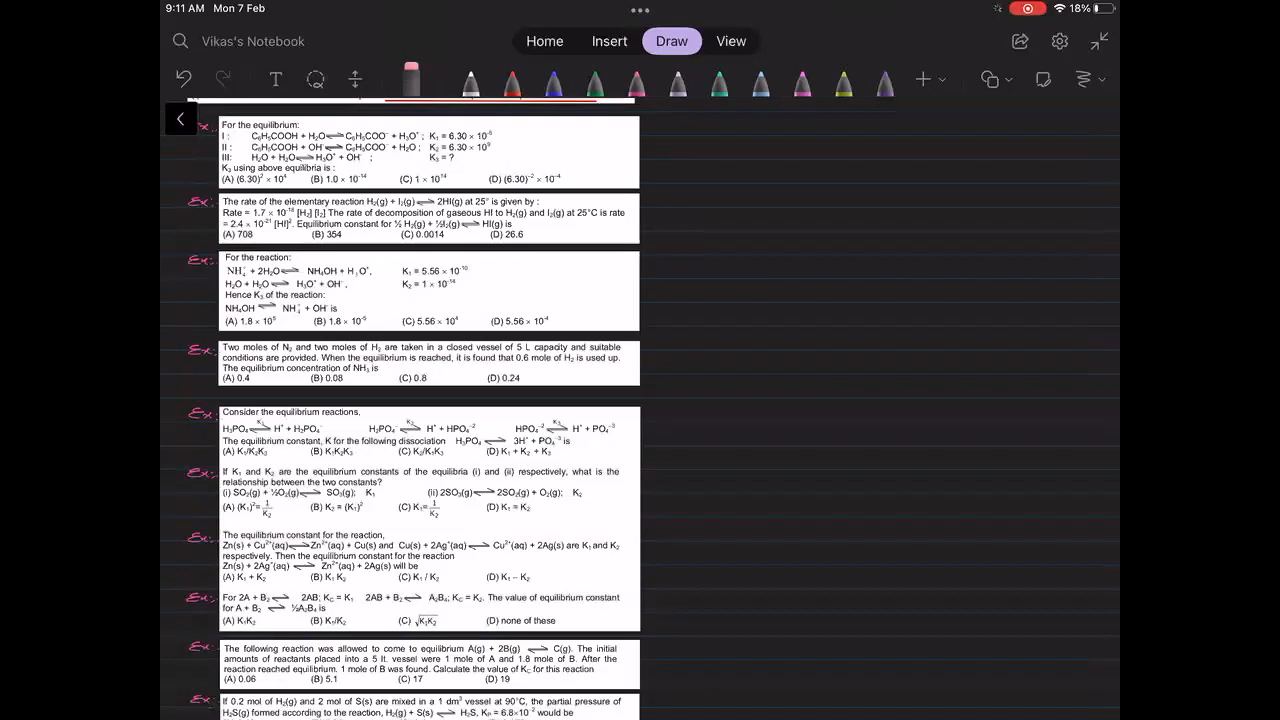 9:11 AM Mon 7 Feb
18%
Vikas's Notebook
Home Insert Draw View
Ex:
For the equilibrium:
I : C₆H₅COOH + H₂O⇌C₆H₅COO⁻ + H₃O⁺ ; K₁ = 6.30 × 10⁻⁵
II : C₆H₅COOH + OH⁻⇌ C₆H₅COO⁻ + H₂O ; K₂ = 6.30 × 10⁹
III: H₂O + H₂O⇌H₃O⁺ + OH⁻ ; K₃ = ?
K₃ using above equilibria is :
(A) (6.30)² × 10⁴ (B) 1.0 × 10⁻¹⁴ (C) 1 × 10¹⁴ (D) (6.30)⁻² × 10⁻⁴
Ex:
The rate of the elementary reaction H₂(g) + I₂(g) ⇌ 2HI(g) at 25° is given by :
Rate = 1.7 × 10⁻¹⁸ [H₂] [I₂] The rate of decomposition of gaseous HI to H₂(g) and I₂(g) at 25°C is rate
= 2.4 × 10⁻²¹ [HI]². Equilibrium constant for ½ H₂(g) + ½I₂(g) ⇌ HI(g) is
(A) 708 (B) 354 (C) 0.0014 (D) 26.6
Ex:
For the reaction:
NH₄⁺ + 2H₂O⇌ NH₄OH + H₃O⁺, K₁ = 5.56 × 10⁻¹⁰
H₂O + H₂O ⇌ H₃O⁺ + OH⁻, K₂ = 1 × 10⁻¹⁴
Hence K₃ of the reaction:
NH₄OH ⇌ NH₄⁺ + OH⁻ is
(A) 1.8 × 10⁵ (B) 1.8 × 10⁻⁵ (C) 5.56 × 10⁴ (D) 5.56 × 10⁻⁴
Ex:
Two moles of N₂ and two moles of H₂ are taken in a closed vessel of 5 L capacity and suitable
conditions are provided. When the equilibrium is reached, it is found that 0.6 mole of H₂ is used up.
The equilibrium concentration of NH₃ is
(A) 0.4 (B) 0.08 (C) 0.8 (D) 0.24
Ex:
Consider the equilibrium reactions,
H₃PO₄ ⇌ H⁺ + H₂PO₄⁻ H₂PO₄⁻ ⇌ H⁺ + HPO₄⁻² HPO₄⁻² ⇌ H⁺ + PO₄⁻³
The equilibrium constant, K for the following dissociation H₃PO₄ ⇌ 3H⁺ + PO₄⁻³ is
(A) K₁/K₂K₃ (B) K₁K₂K₃ (C) K₂/K₁K₃ (D) K₁ + K₂ + K₃
Ex:
If K₁ and K₂ are the equilibrium constants of the equilibria (i) and (ii) respectively, what is the
relationship between the two constants?
(i) SO₂(g) + ½O₂(g)⇌ SO₃(g); K₁ (ii) 2SO₃(g)⇌ 2SO₂(g) + O₂(g); K₂
(A) (K₁)²=1/K₂ (B) K₂ = (K₁)² (C) K₁=1/K₂ (D) K₁ = K₂
Ex:
The equilibrium constant for the reaction,
Zn(s) + Cu²⁺(aq)⇌Zn²⁺(aq) + Cu(s) and Cu(s) + 2Ag⁺(aq) ⇌ Cu²⁺(aq) + 2Ag(s) are K₁ and K₂
respectively. Then the equilibrium constant for the reaction
Zn(s) + 2Ag⁺(aq) ⇌ Zn²⁺(aq) + 2Ag(s) will be
(A) K₁ + K₂ (B) K₁ K₂ (C) K₁ / K₂ (D) K₁ – K₂
Ex:
For 2A + B₂⇌ 2AB; K_C = K₁ 2AB + B₂⇌ A₂B₄; K_C = K₂. The value of equilibrium constant
for A + B₂ ⇌ ½A₂B₄ is
(A) K₁K₂ (B) K₁/K₂ (C) √K₁K₂ (D) none of these
Ex:
The following reaction was allowed to come to equilibrium A(g) + 2B(g) ⇌ C(g). The initial
amounts of reactants placed into a 5 lt. vessel were 1 mole of A and 1.8 mole of B. After the
reaction reached equilibrium. 1 mole of B was found. Calculate the value of K_C for this reaction
(A) 0.06 (B) 5.1 (C) 17 (D) 19
Ex:
If 0.2 mol of H₂(g) and 2 mol of S(s) are mixed in a 1 dm³ vessel at 90°C, the partial pressure of
H₂S(g) formed according to the reaction, H₂(g) + S(s) ⇌ H₂S, K_P = 6.8×10⁻² would be